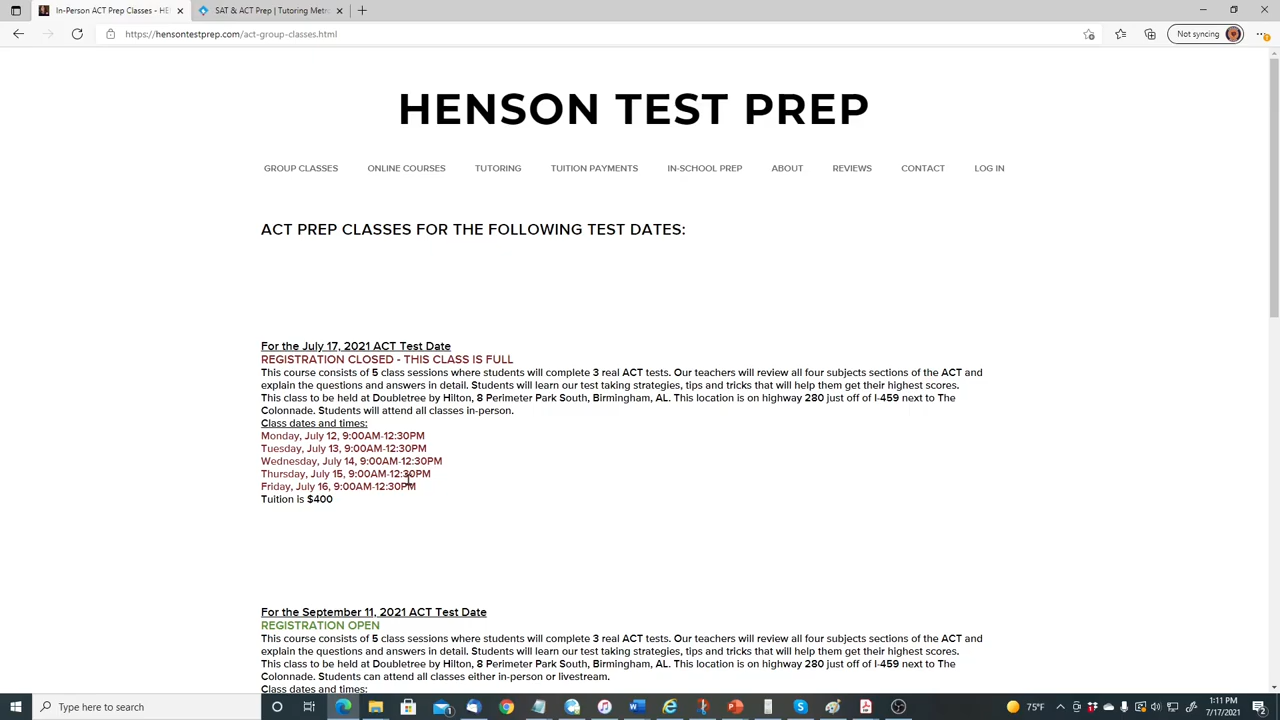 In-Person ACT Prep Classes - HE
SAT & ACT Prep | Tutoring Metro
https://hensontestprep.com/act-group-classes.html
Not syncing
HENSON TEST PREP
GROUP CLASSES ONLINE COURSES TUTORING TUITION PAYMENTS IN-SCHOOL PREP ABOUT REVIEWS CONTACT LOG IN
ACT PREP CLASSES FOR THE FOLLOWING TEST DATES:
For the July 17, 2021 ACT Test Date
REGISTRATION CLOSED - THIS CLASS IS FULL
This course consists of 5 class sessions where students will complete 3 real ACT tests. Our teachers will review all four subjects sections of the ACT and
explain the questions and answers in detail. Students will learn our test taking strategies, tips and tricks that will help them get their highest scores.
This class to be held at Doubletree by Hilton, 8 Perimeter Park South, Birmingham, AL. This location is on highway 280 just off of I-459 next to The
Colonnade. Students will attend all classes in-person.
Class dates and times:
Monday, July 12, 9:00AM-12:30PM
Tuesday, July 13, 9:00AM-12:30PM
Wednesday, July 14, 9:00AM-12:30PM
Thursday, July 15, 9:00AM-12:30PM
Friday, July 16, 9:00AM-12:30PM
Tuition is $400
For the September 11, 2021 ACT Test Date
REGISTRATION OPEN
This course consists of 5 class sessions where students will complete 3 real ACT tests. Our teachers will review all four subjects sections of the ACT and
explain the questions and answers in detail. Students will learn our test taking strategies, tips and tricks that will help them get their highest scores.
This class to be held at Doubletree by Hilton, 8 Perimeter Park South, Birmingham, AL. This location is on highway 280 just off of I-459 next to The
Colonnade. Students can attend all classes either in-person or livestream.
Class dates and times:
Type here to search
75°F
1:11 PM
7/17/2021